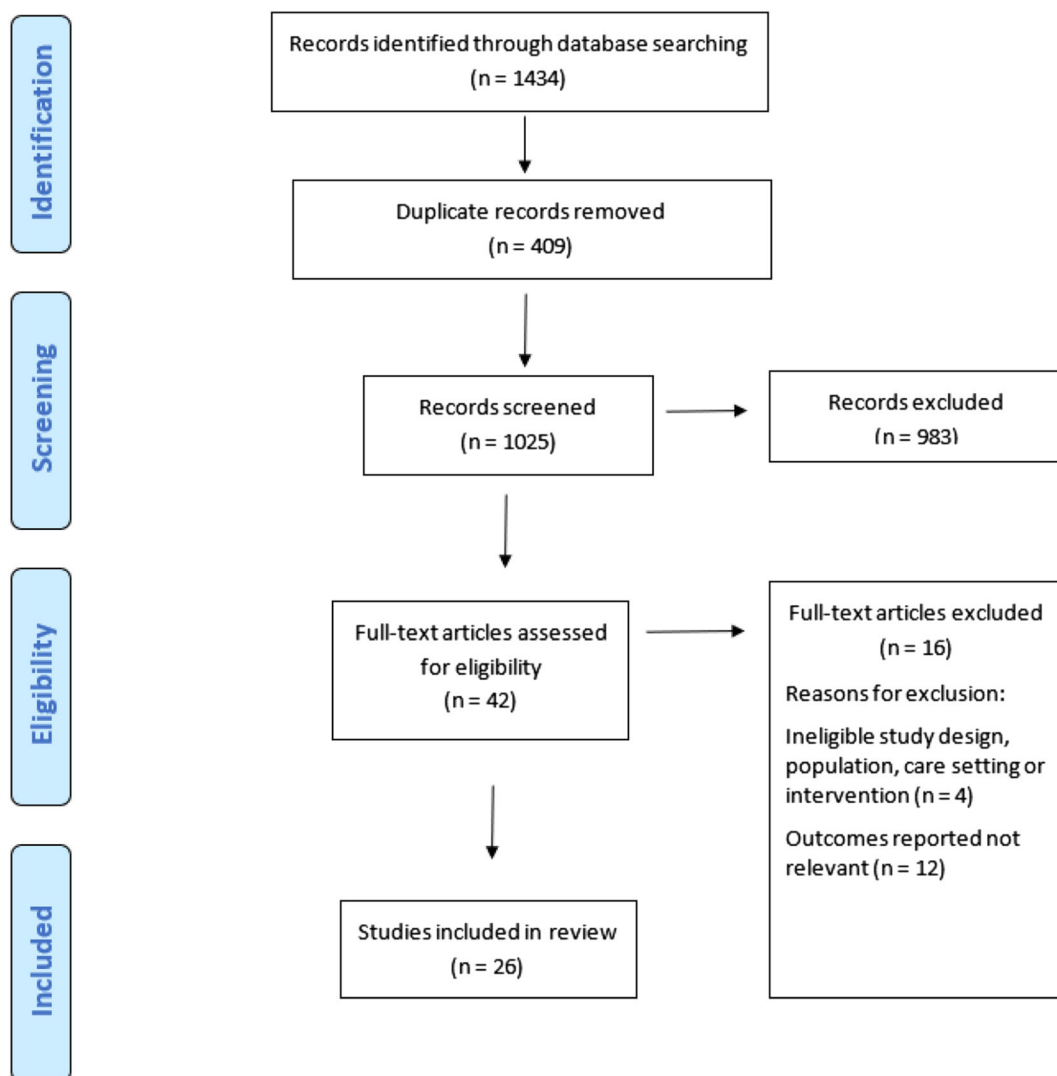 Identification
Records identified through database searching
(n = 1434)
Duplicate records removed
(n = 409)
Screening
Records screened
(n = 1025)
Records excluded
(n = 983)
Eligibility
Full-text articles assessed
for eligibility
(n = 42)
Full-text articles excluded
(n = 16)
Reasons for exclusion:
Ineligible study design,
population, care setting or
intervention (n = 4)
Outcomes reported not
relevant (n = 12)
Included
Studies included in review
(n = 26)